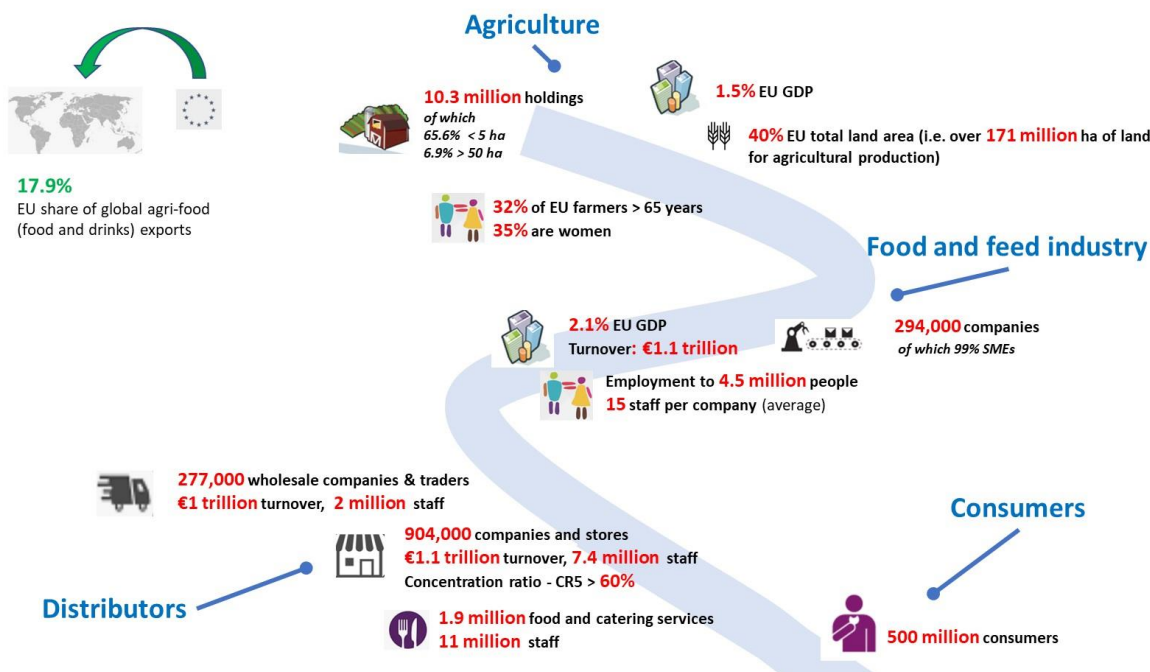 Agriculture
10.3 million holdings
of which
65.6% < 5 ha
6.9% > 50 ha
1.5% EU GDP
40% EU total land area (i.e. over 171 million ha of land
for agricultural production)
17.9%
EU share of global agri-food
(food and drinks) exports
32% of EU farmers > 65 years
35% are women
Food and feed industry
294,000 companies
of which 99% SMEs
2.1% EU GDP
Turnover: €1.1 trillion
Employment to 4.5 million people
15 staff per company (average)
277,000 wholesale companies & traders
€1 trillion turnover, 2 million staff
904,000 companies and stores
€1.1 trillion turnover, 7.4 million staff
Concentration ratio - CR5 > 60%
Distributors
1.9 million food and catering services
11 million staff
Consumers
500 million consumers